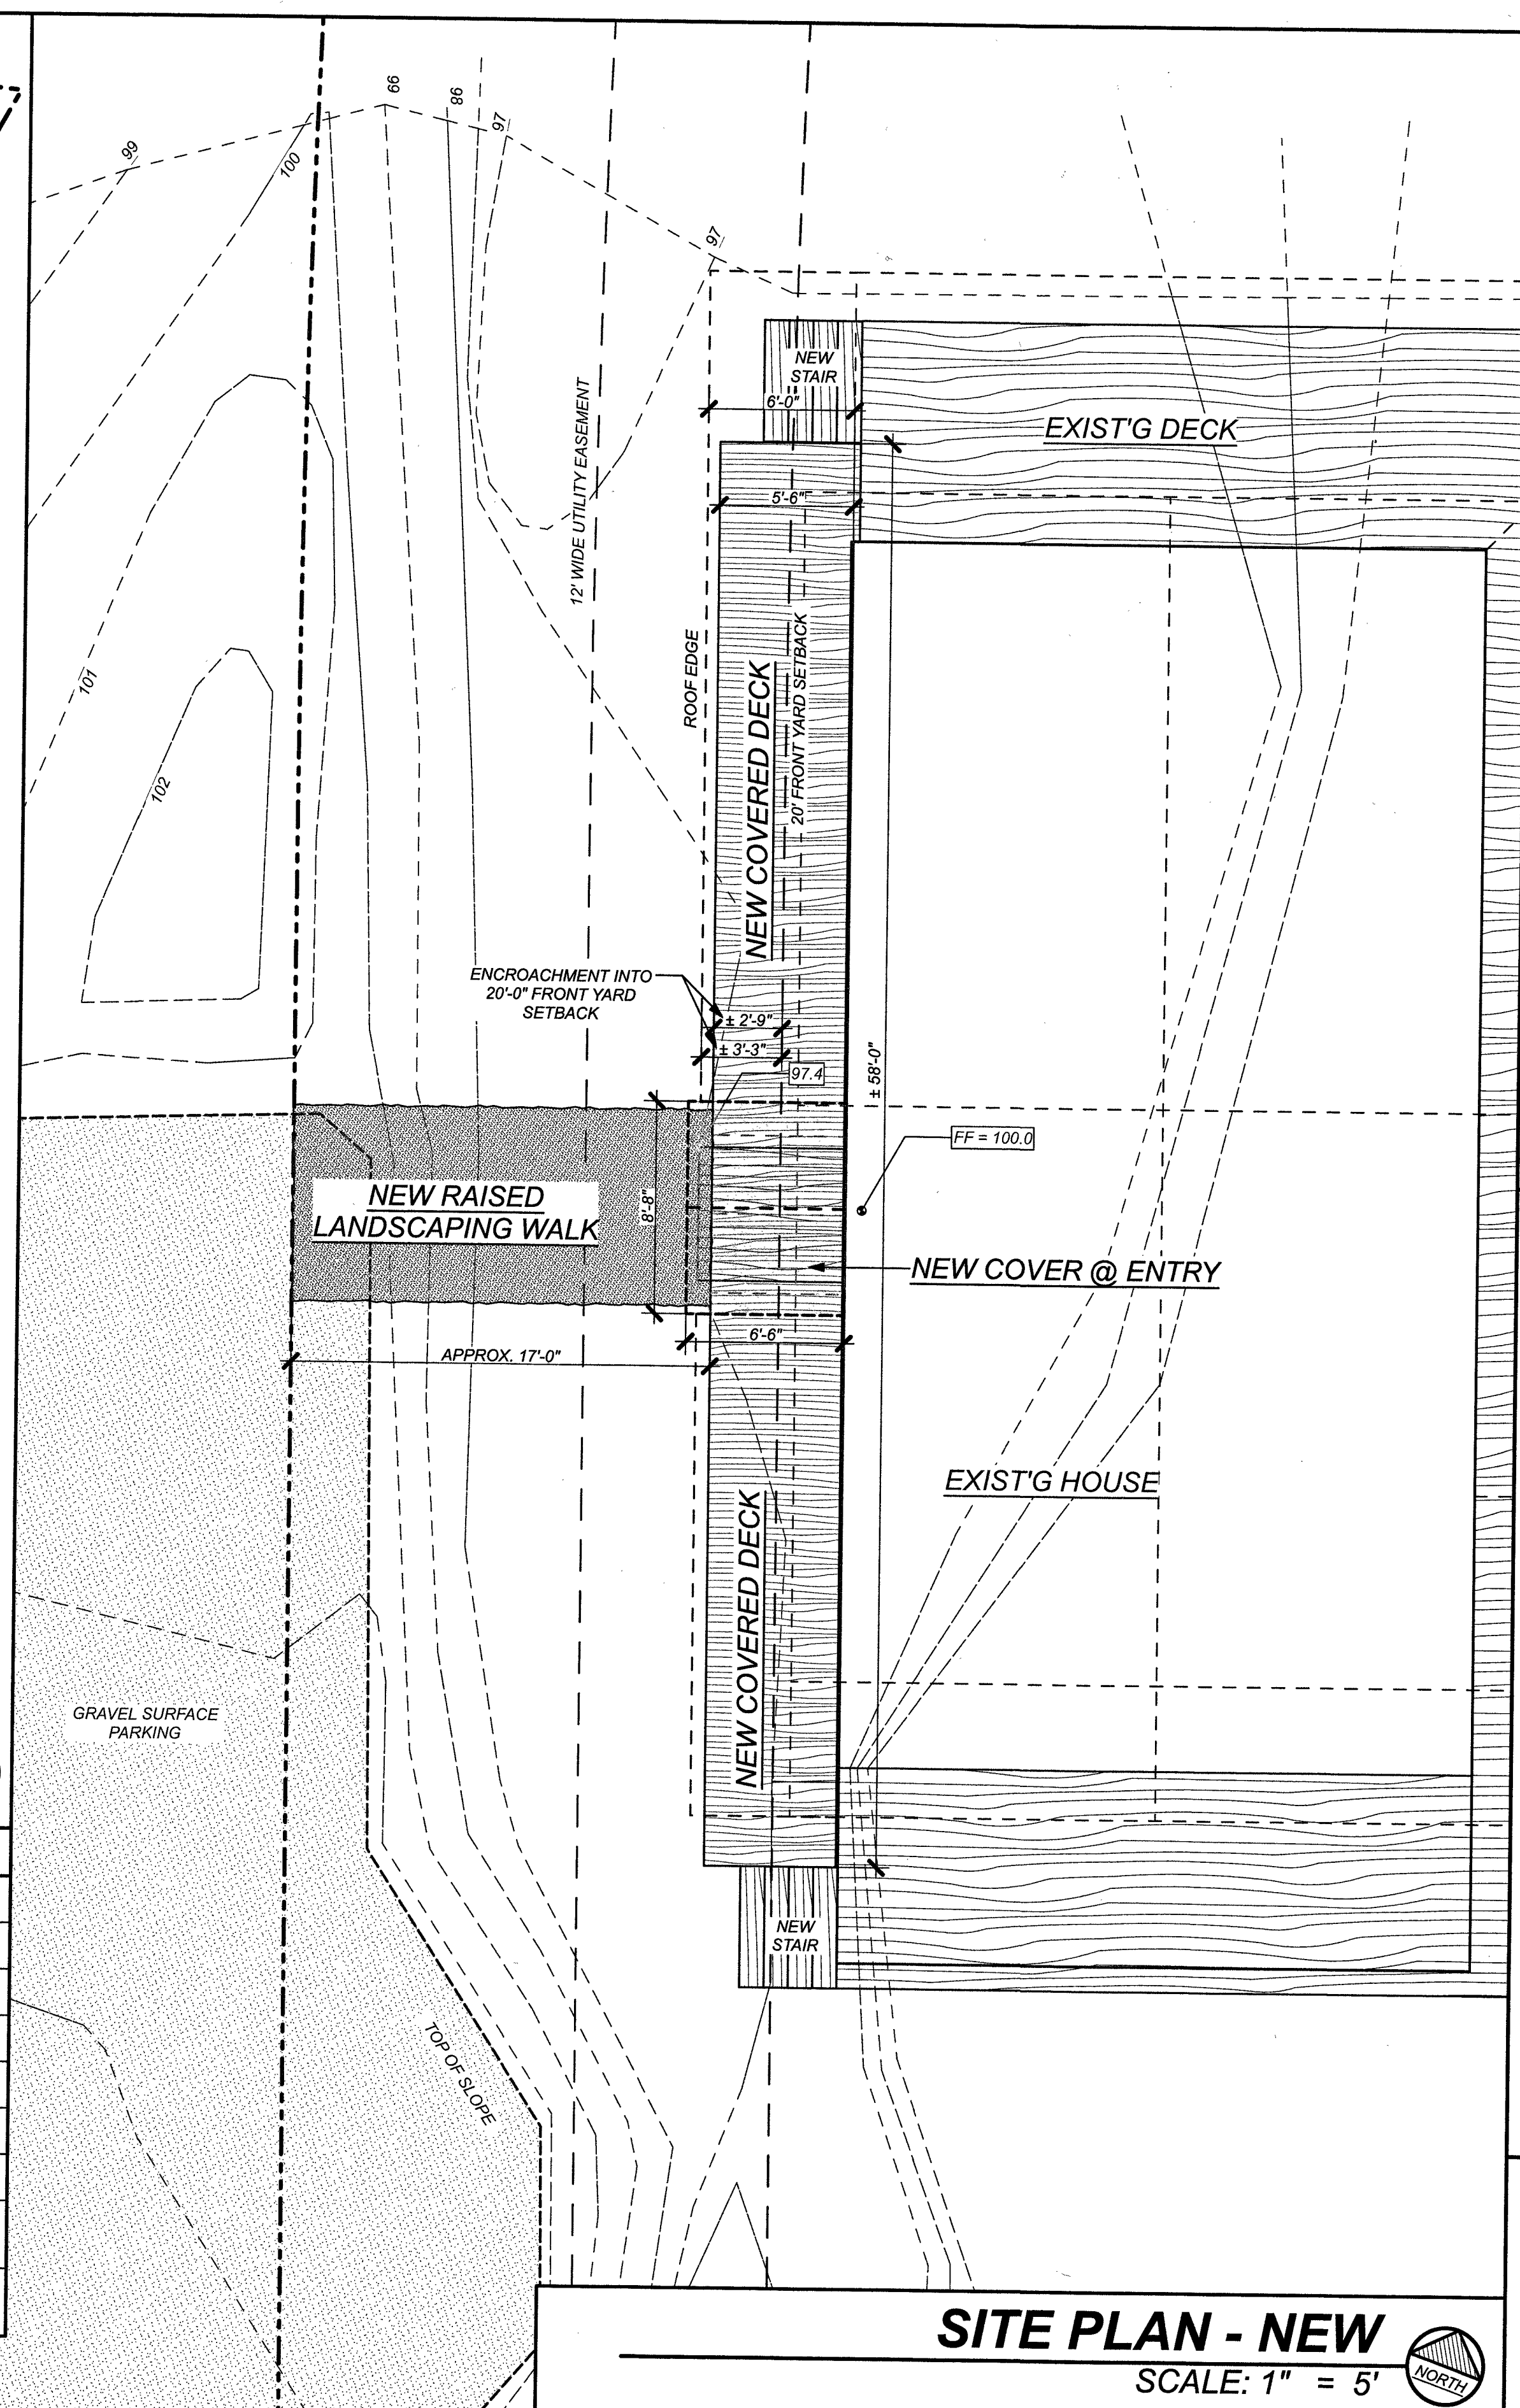 99
99
98
97
100
97
NEW
STAIR
6'-0"
EXIST'G DECK
12' WIDE UTILITY EASEMENT
5'-6"
ROOF EDGE
NEW COVERED DECK
20' FRONT YARD SETBACK
101
102
ENCROACHMENT INTO
20'-0" FRONT YARD
SETBACK
± 2'-9"
± 3'-3"
97.4
± 58'-0"
FF = 100.0
NEW RAISED
LANDSCAPING WALK
8'-8"
NEW COVER @ ENTRY
6'-6"
APPROX. 17'-0"
EXIST'G HOUSE
NEW COVERED DECK
GRAVEL SURFACE
PARKING
NEW
STAIR
TOP OF SLOPE
SITE PLAN - NEW
SCALE: 1" = 5'
NORTH